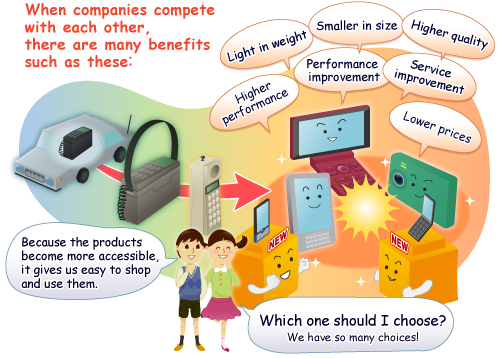 When companies compete
with each other,
there are many benefits
such as these:
Light in weight
Smaller in size
Higher quality
Higher
performance
Performance
improvement
Service
improvement
Lower prices
NEW
NEW
Because the products
become more accessible,
it gives us easy to shop
and use them.
Which one should I choose?
We have so many choices!